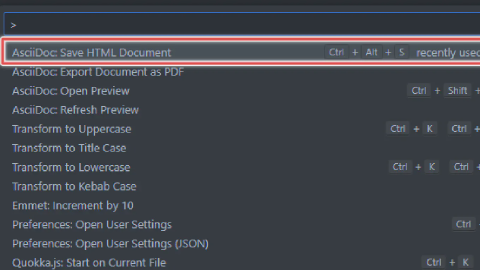 >
AsciiDoc: Save HTML Document Ctrl + Alt + S recently used
AsciiDoc: Export Document as PDF
AsciiDoc: Open Preview Ctrl + Shift +
AsciiDoc: Refresh Preview
Transform to Uppercase Ctrl + K Ctrl +
Transform to Title Case
Transform to Lowercase Ctrl + K Ctrl +
Transform to Kebab Case
Emmet: Increment by 10
Preferences: Open User Settings Ctrl
Preferences: Open User Settings (JSON)
Quokka.js: Start on Current File Ctrl + K